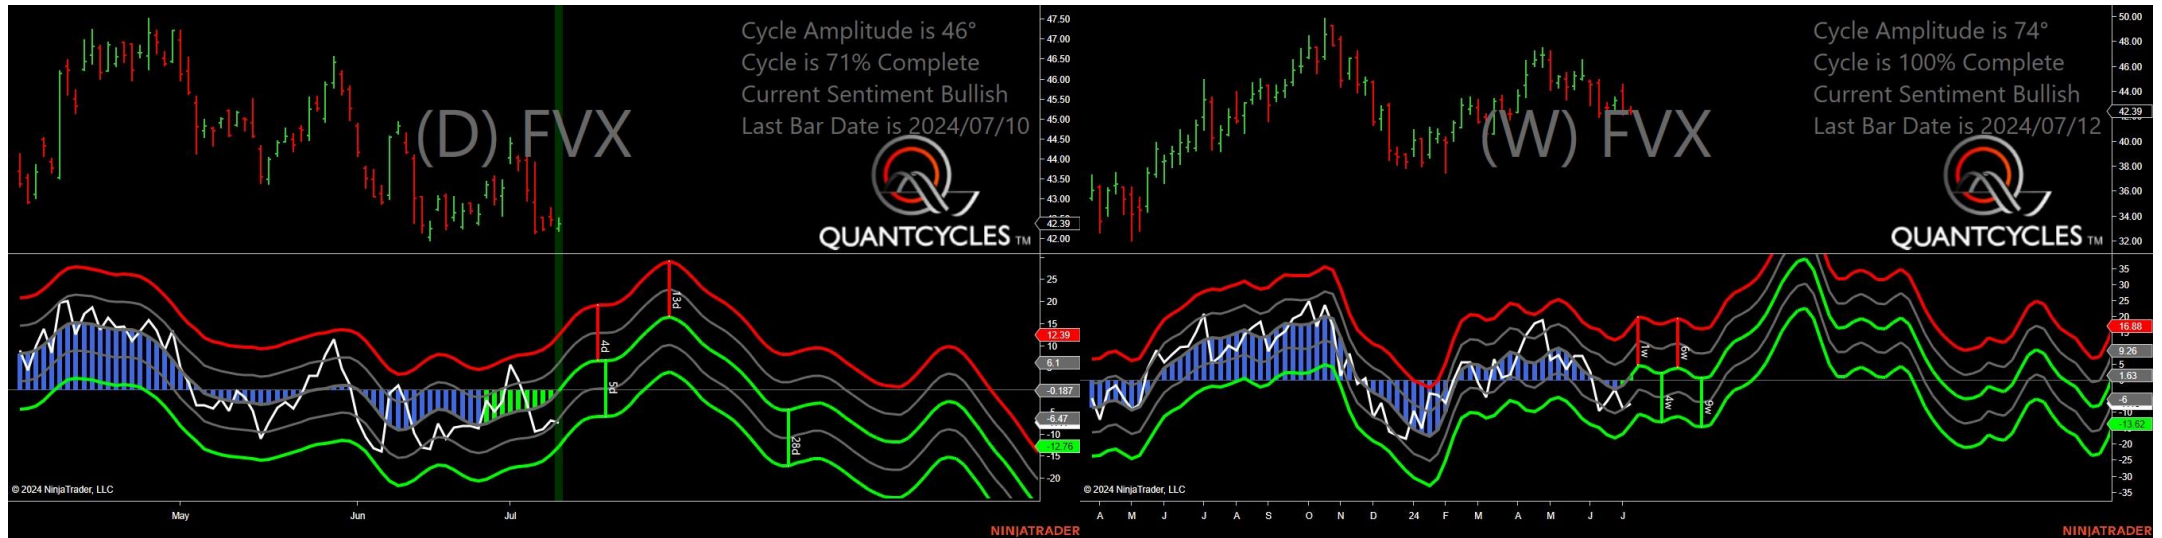 Cycle Amplitude is 46°
Cycle is 71% Complete
Current Sentiment Bullish
Last Bar Date is 2024/07/10
(D) FVX
QUANTCYCLES TM
47.50
47.00
46.50
46.00
45.50
45.00
44.50
44.00
43.50
43.00
42.39
42.00
4d
5d
13d
28d
25
20
15
12.39
10
6.1
-0.187
-6.47
-10
-12.76
-15
-20
© 2024 NinjaTrader, LLC
May
Jun
Jul
NINJATRADER
Cycle Amplitude is 74°
Cycle is 100% Complete
Current Sentiment Bullish
Last Bar Date is 2024/07/12
(W) FVX
QUANTCYCLES TM
50.00
48.00
46.00
44.00
42.39
40.00
38.00
36.00
34.00
32.00
1w
4w
6w
9w
35
30
25
20
16.88
9.26
5
1.63
-6
-10
-13.62
-20
-25
-30
-35
© 2024 NinjaTrader, LLC
A M J J A S O N D 24 F M A M J J
NINJATRADER